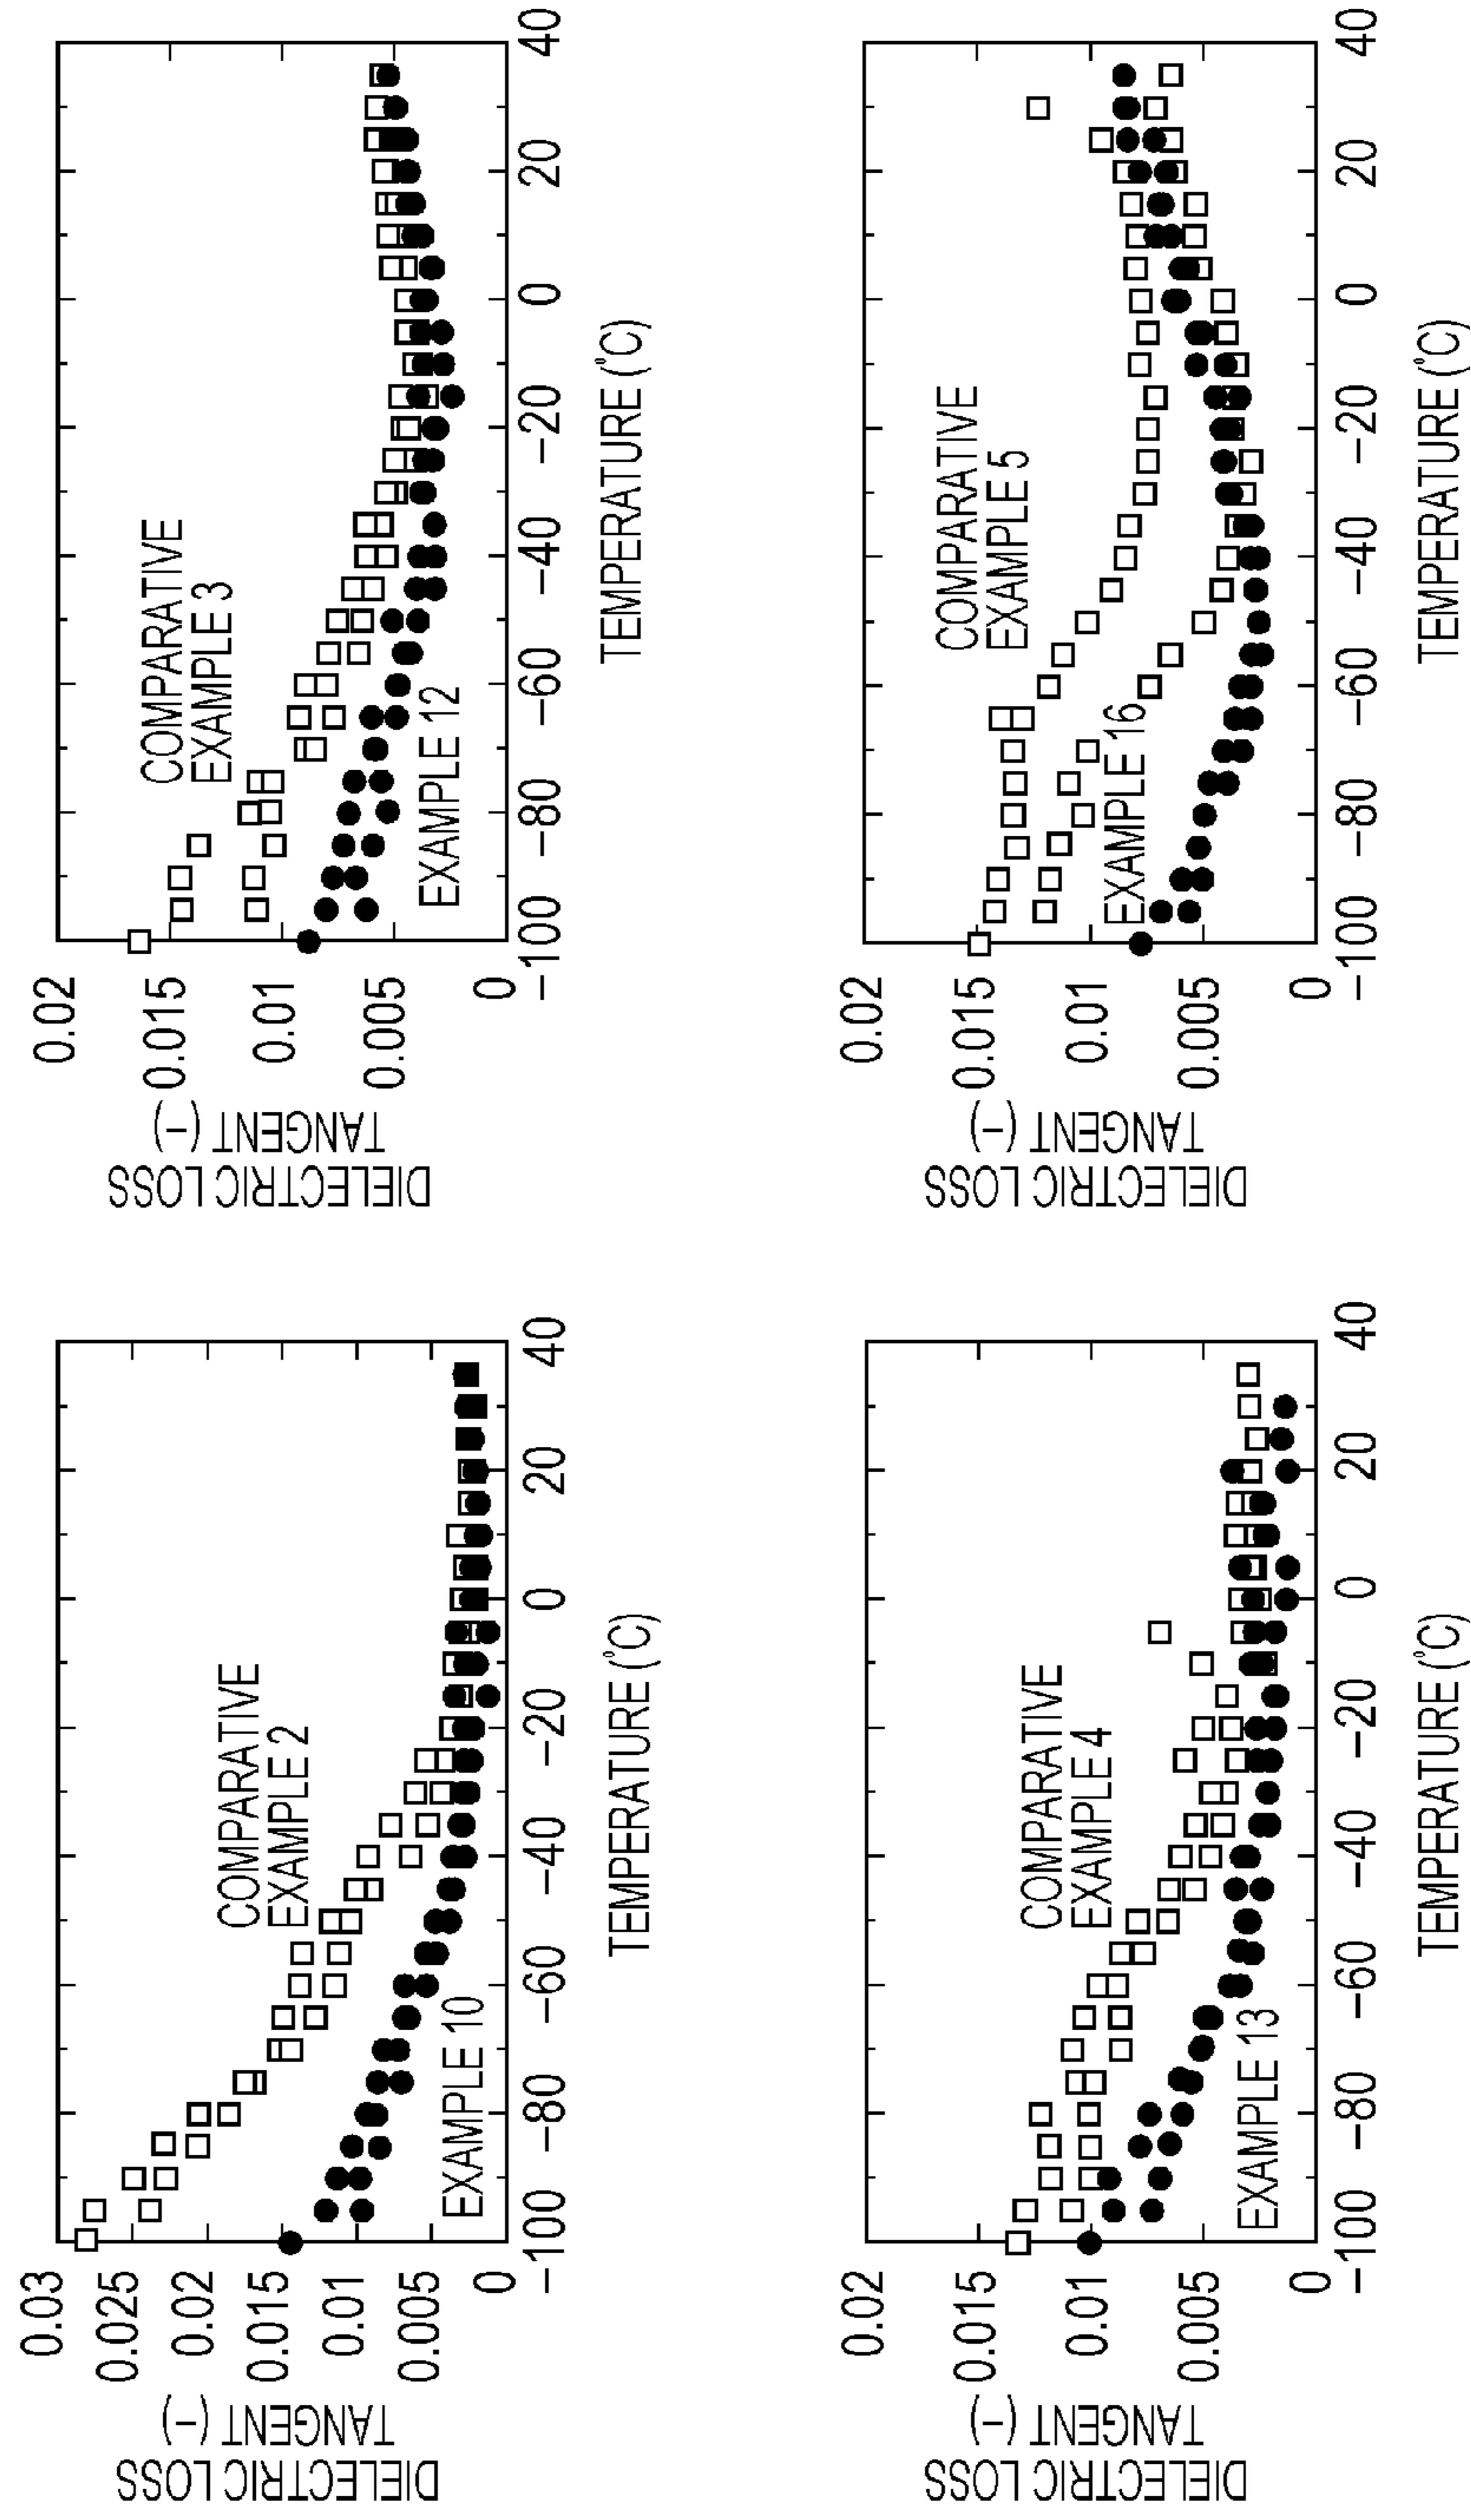 0.03
0.025
0.02
0.015
0.01
0.005
0
DIELECTRIC LOSS
TANGENT (-)
COMPARATIVE
EXAMPLE 2
EXAMPLE 10
-100 -80 -60 -40 -20 0 20 40
TEMPERATURE (°C)
0.02
0.015
0.01
0.005
0
DIELECTRIC LOSS
TANGENT (-)
COMPARATIVE
EXAMPLE 3
EXAMPLE 12
-100 -80 -60 -40 -20 0 20 40
TEMPERATURE (°C)
0.02
0.015
0.01
0.005
0
DIELECTRIC LOSS
TANGENT (-)
COMPARATIVE
EXAMPLE 4
EXAMPLE 13
-100 -80 -60 -40 -20 0 20 40
TEMPERATURE (°C)
0.02
0.015
0.01
0.005
0
DIELECTRIC LOSS
TANGENT (-)
COMPARATIVE
EXAMPLE 5
EXAMPLE 16
-100 -80 -60 -40 -20 0 20 40
TEMPERATURE (°C)